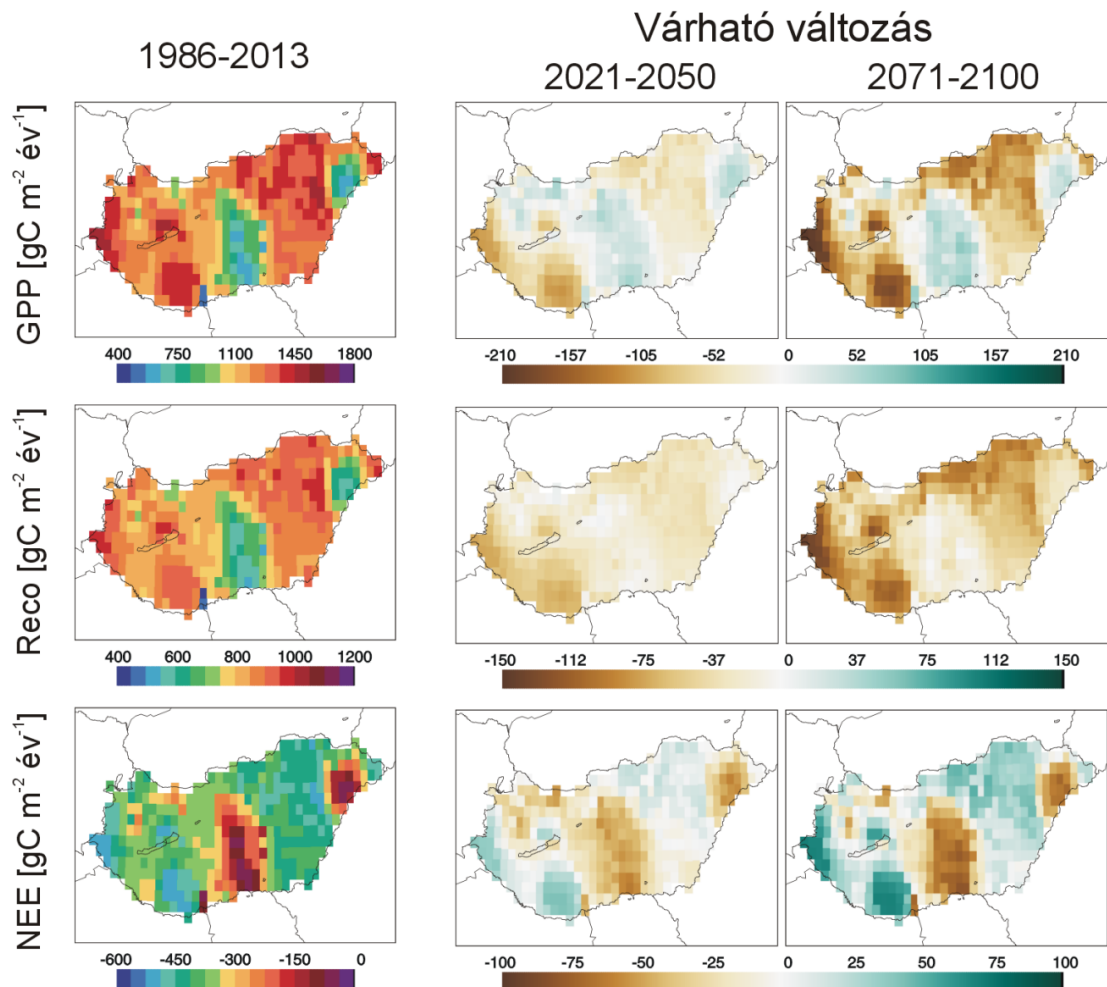 Várható változás
1986-2013
2021-2050
2071-2100
GPP [gC m⁻² év⁻¹]
400 750 1100 1450 1800
-210 -157 -105 -52 0 52 105 157 210
Reco [gC m⁻² év⁻¹]
400 600 800 1000 1200
-150 -112 -75 -37 0 37 75 112 150
NEE [gC m⁻² év⁻¹]
-600 -450 -300 -150 0
-100 -75 -50 -25 0 25 50 75 100